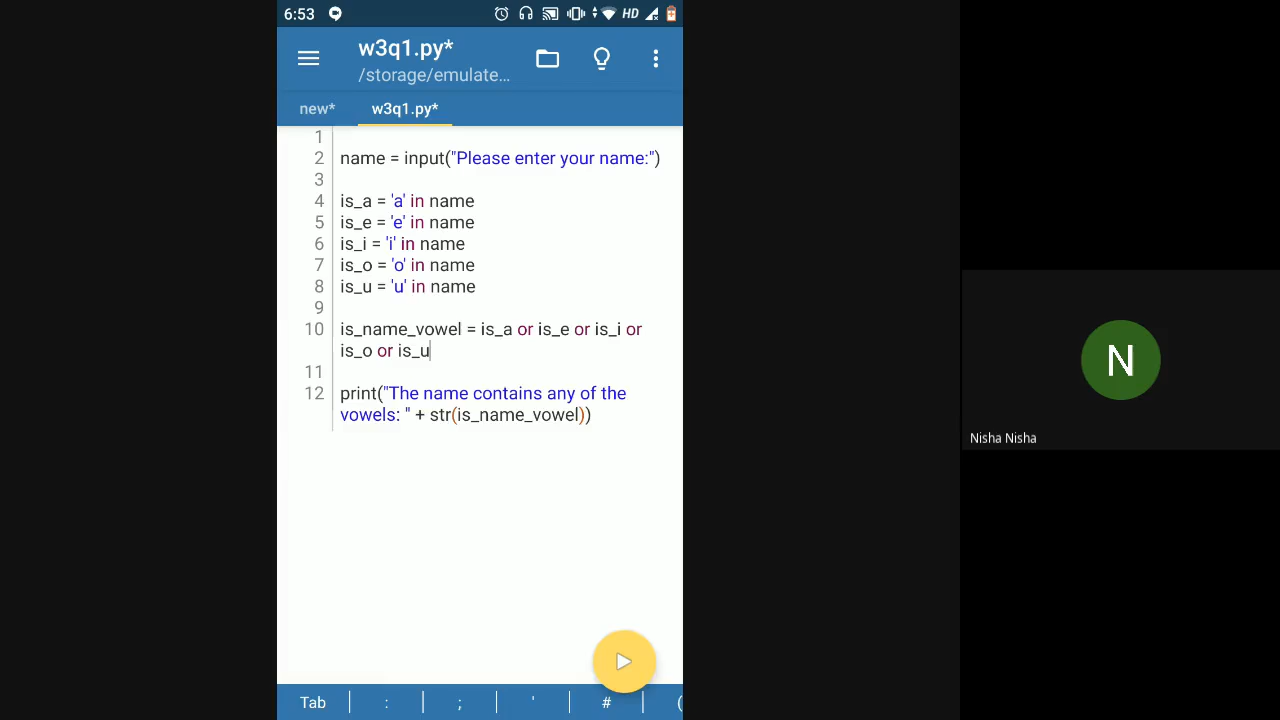 6:53 HD
w3q1.py*
/storage/emulate...
new* w3q1.py*
1
2 name = input("Please enter your name:")
3
4 is_a = 'a' in name
5 is_e = 'e' in name
6 is_i = 'i' in name
7 is_o = 'o' in name
8 is_u = 'u' in name
9
10 is_name_vowel = is_a or is_e or is_i or
is_o or is_u
11
12 print("The name contains any of the
vowels: " + str(is_name_vowel))
Tab : ; ' # (
N
Nisha Nisha